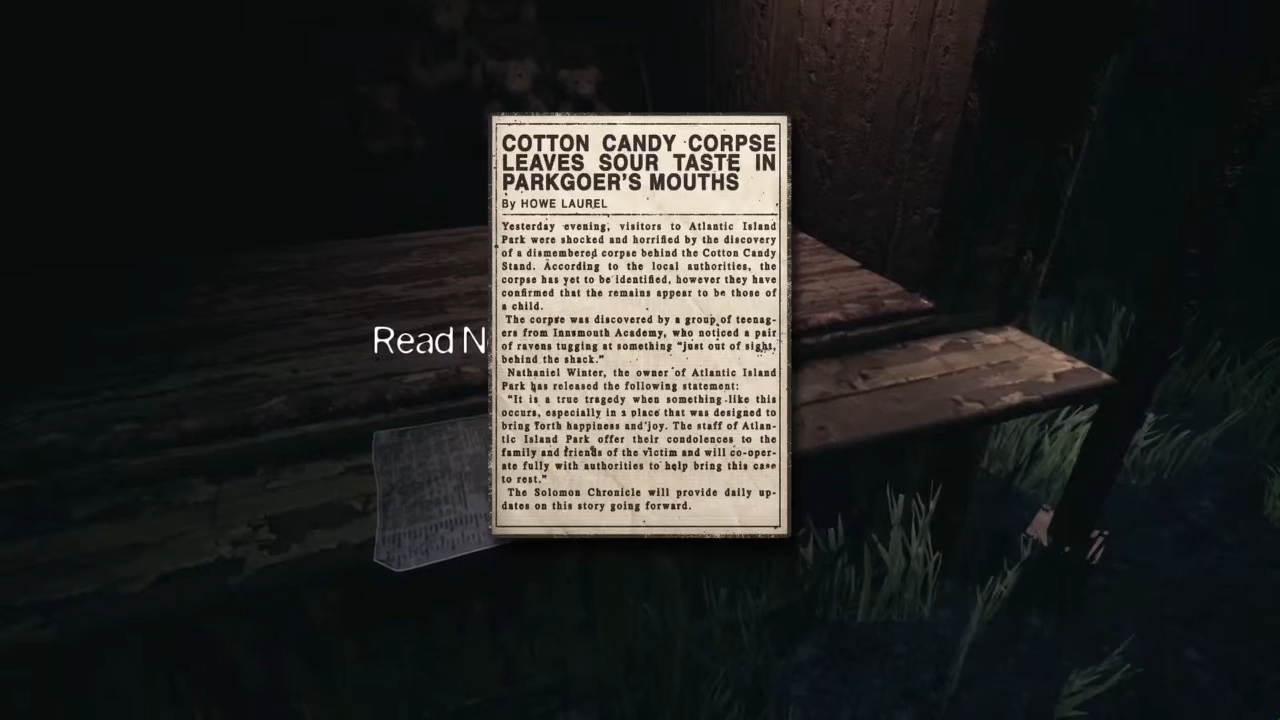 COTTON CANDY CORPSE
LEAVES SOUR TASTE IN
PARKGOER'S MOUTHS
By HOWE LAUREL
Yesterday evening, visitors to Atlantic Island
Park were shocked and horrified by the discovery
of a dismembered corpse behind the Cotton Candy
Stand. According to the local authorities, the
corpse has yet to be identified, however they have
confirmed that the remains appear to be those of
a child.
The corpse was discovered by a group of teenag-
ers from Innsmouth Academy, who noticed a pair
of ravens tugging at something "just out of sight,
behind the shack."
Nathaniel Winter, the owner of Atlantic Island
Park has released the following statement:
"It is a true tragedy when something like this
occurs, especially in a place that was designed to
bring forth happiness and joy. The staff of Atlan-
tic Island Park offer their condolences to the
family and friends of the victim and will co-oper-
ate fully with authorities to help bring this case
to rest."
The Solomon Chronicle will provide daily up-
dates on this story going forward.
Read N